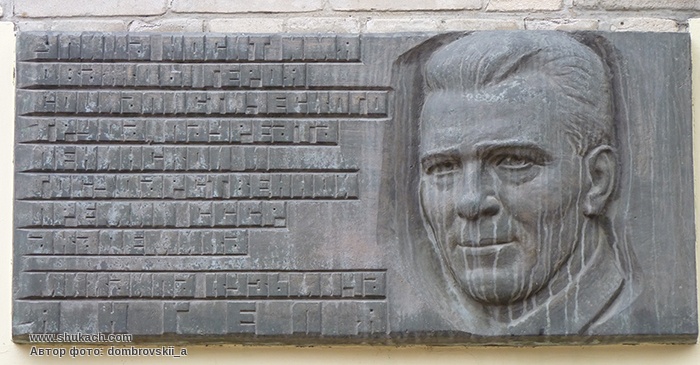 УЛИЦА НОСИТ ИМЯ
ДВАЖДЫ ГЕРОЯ
СОЦИАЛИСТИЧЕСКОГО
ТРУДА ЛАУРЕАТА
ЛЕНИНСКОЙ И
ГОСУДАРСТВЕННОЙ
ПРЕМИЙ СССР
АКАДЕМИКА
МИХАИЛА КУЗЬМИЧА
ЯНГЕЛЯ
www.shukach.com
Автор фото: dombrovskii_a